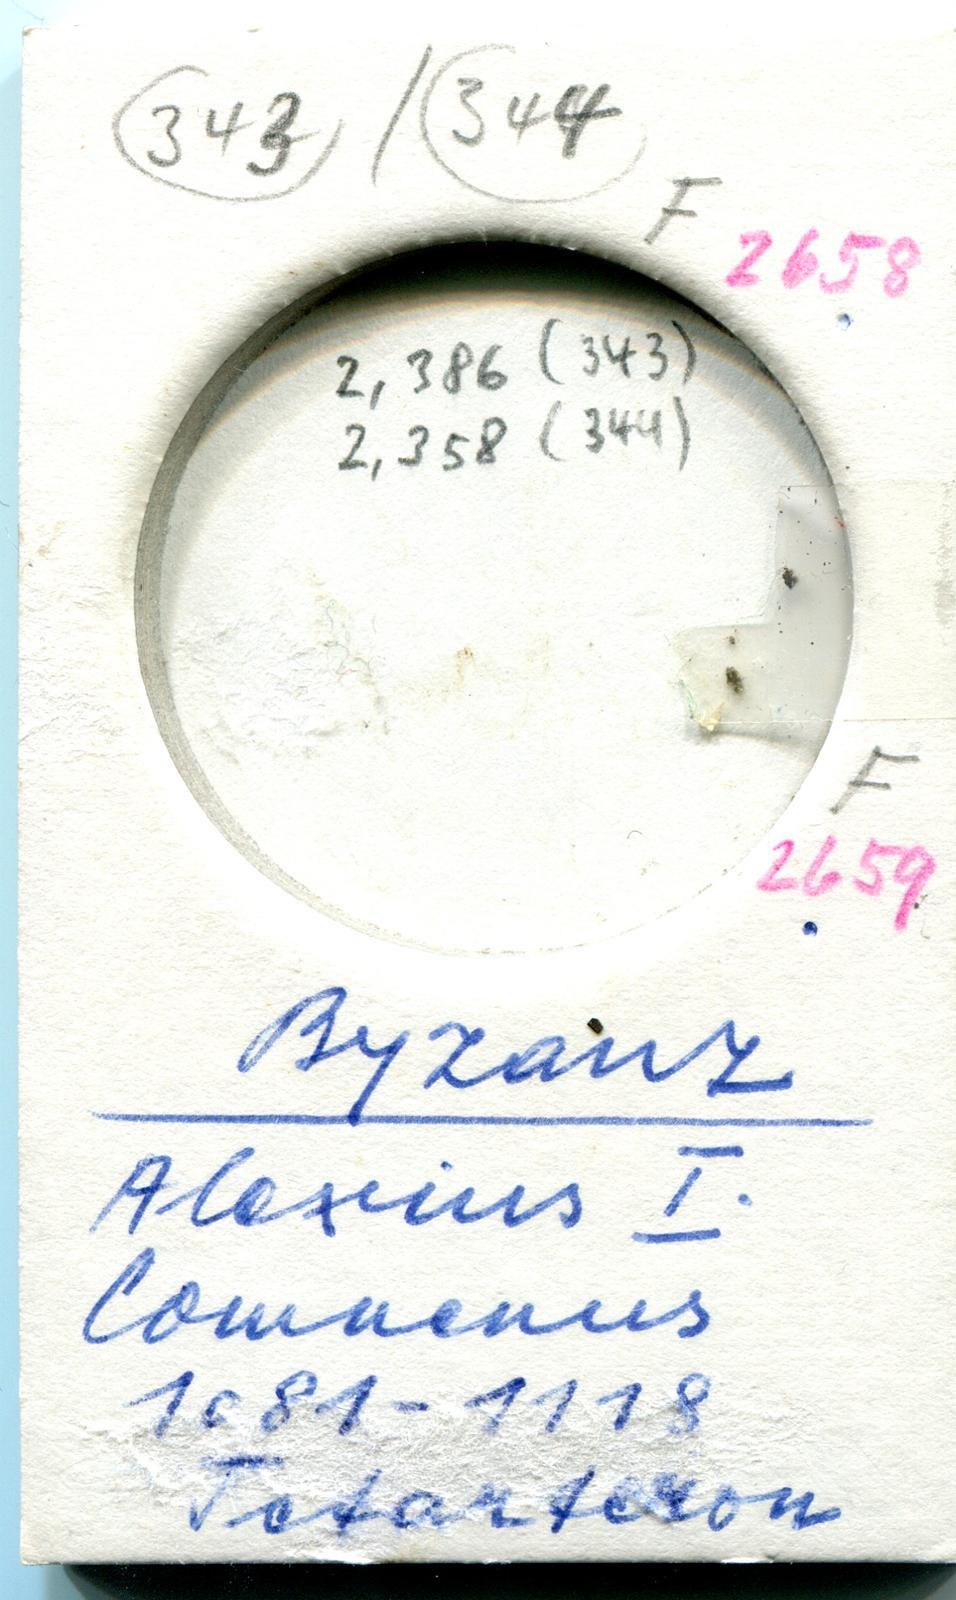 343 / 344
F 2658
2,386 (343)
2,358 (344)
F
2659
Byzanz
Alexius I.
Comnenus
1081-1118
Tetarteron